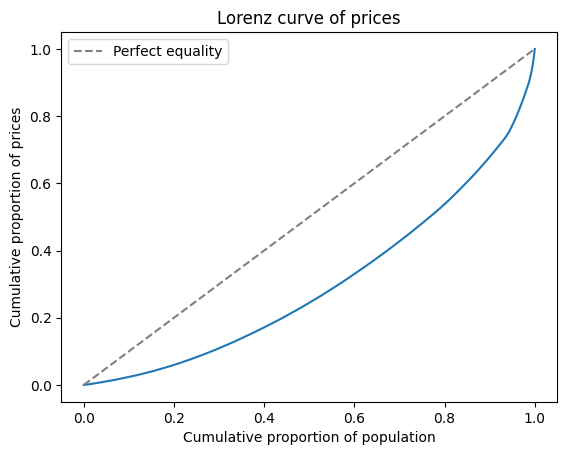 Lorenz curve of prices
Perfect equality
Cumulative proportion of prices
1.0
0.8
0.6
0.4
0.2
0.0
0.0 0.2 0.4 0.6 0.8 1.0
Cumulative proportion of population